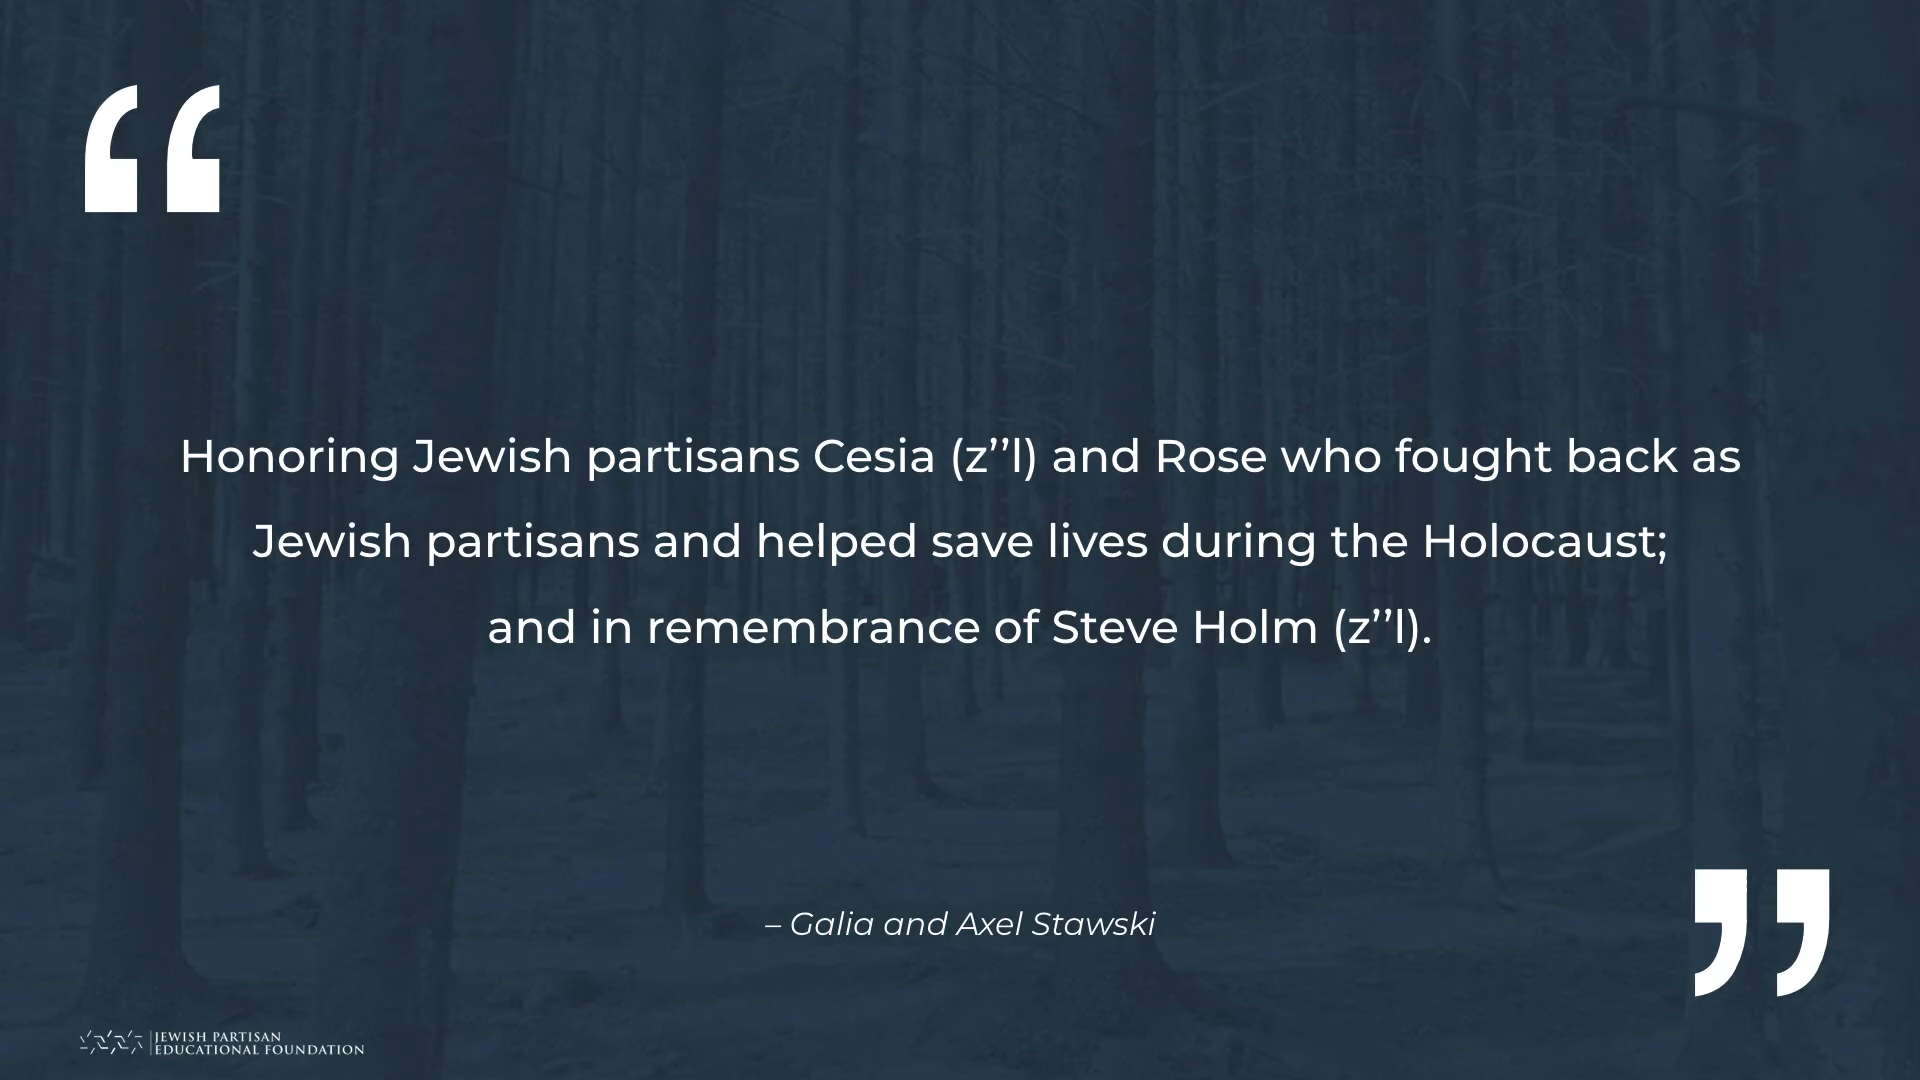 “
Honoring Jewish partisans Cesia (z’’l) and Rose who fought back as
Jewish partisans and helped save lives during the Holocaust;
and in remembrance of Steve Holm (z’’l).
– Galia and Axel Stawski
”
JEWISH PARTISAN
EDUCATIONAL FOUNDATION